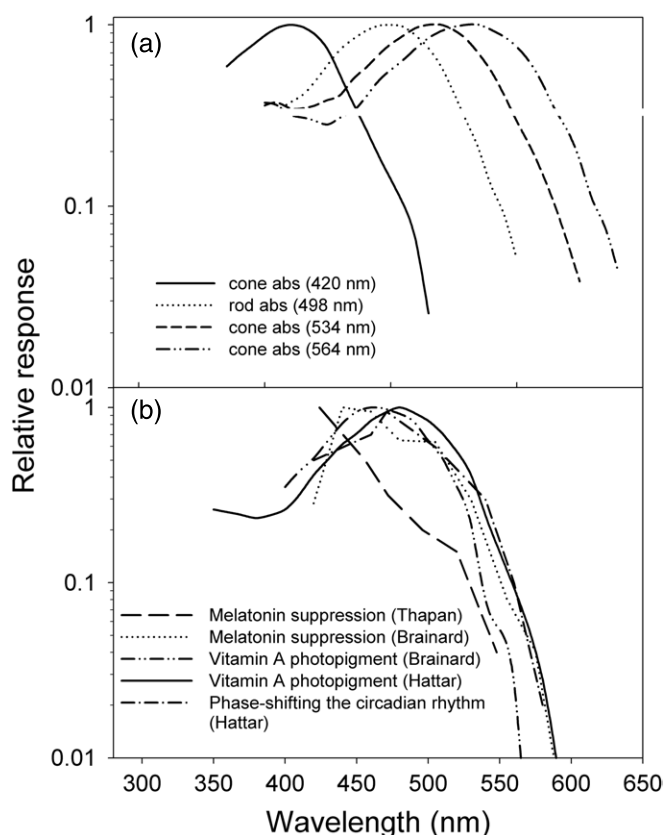 (a)
1
0.1
0.01
cone abs (420 nm)
rod abs (498 nm)
cone abs (534 nm)
cone abs (564 nm)
Relative response
(b)
1
0.1
0.01
Melatonin suppression (Thapan)
Melatonin suppression (Brainard)
Vitamin A photopigment (Brainard)
Vitamin A photopigment (Hattar)
Phase-shifting the circadian rhythm
(Hattar)
300 350 400 450 500 550 600 650
Wavelength (nm)